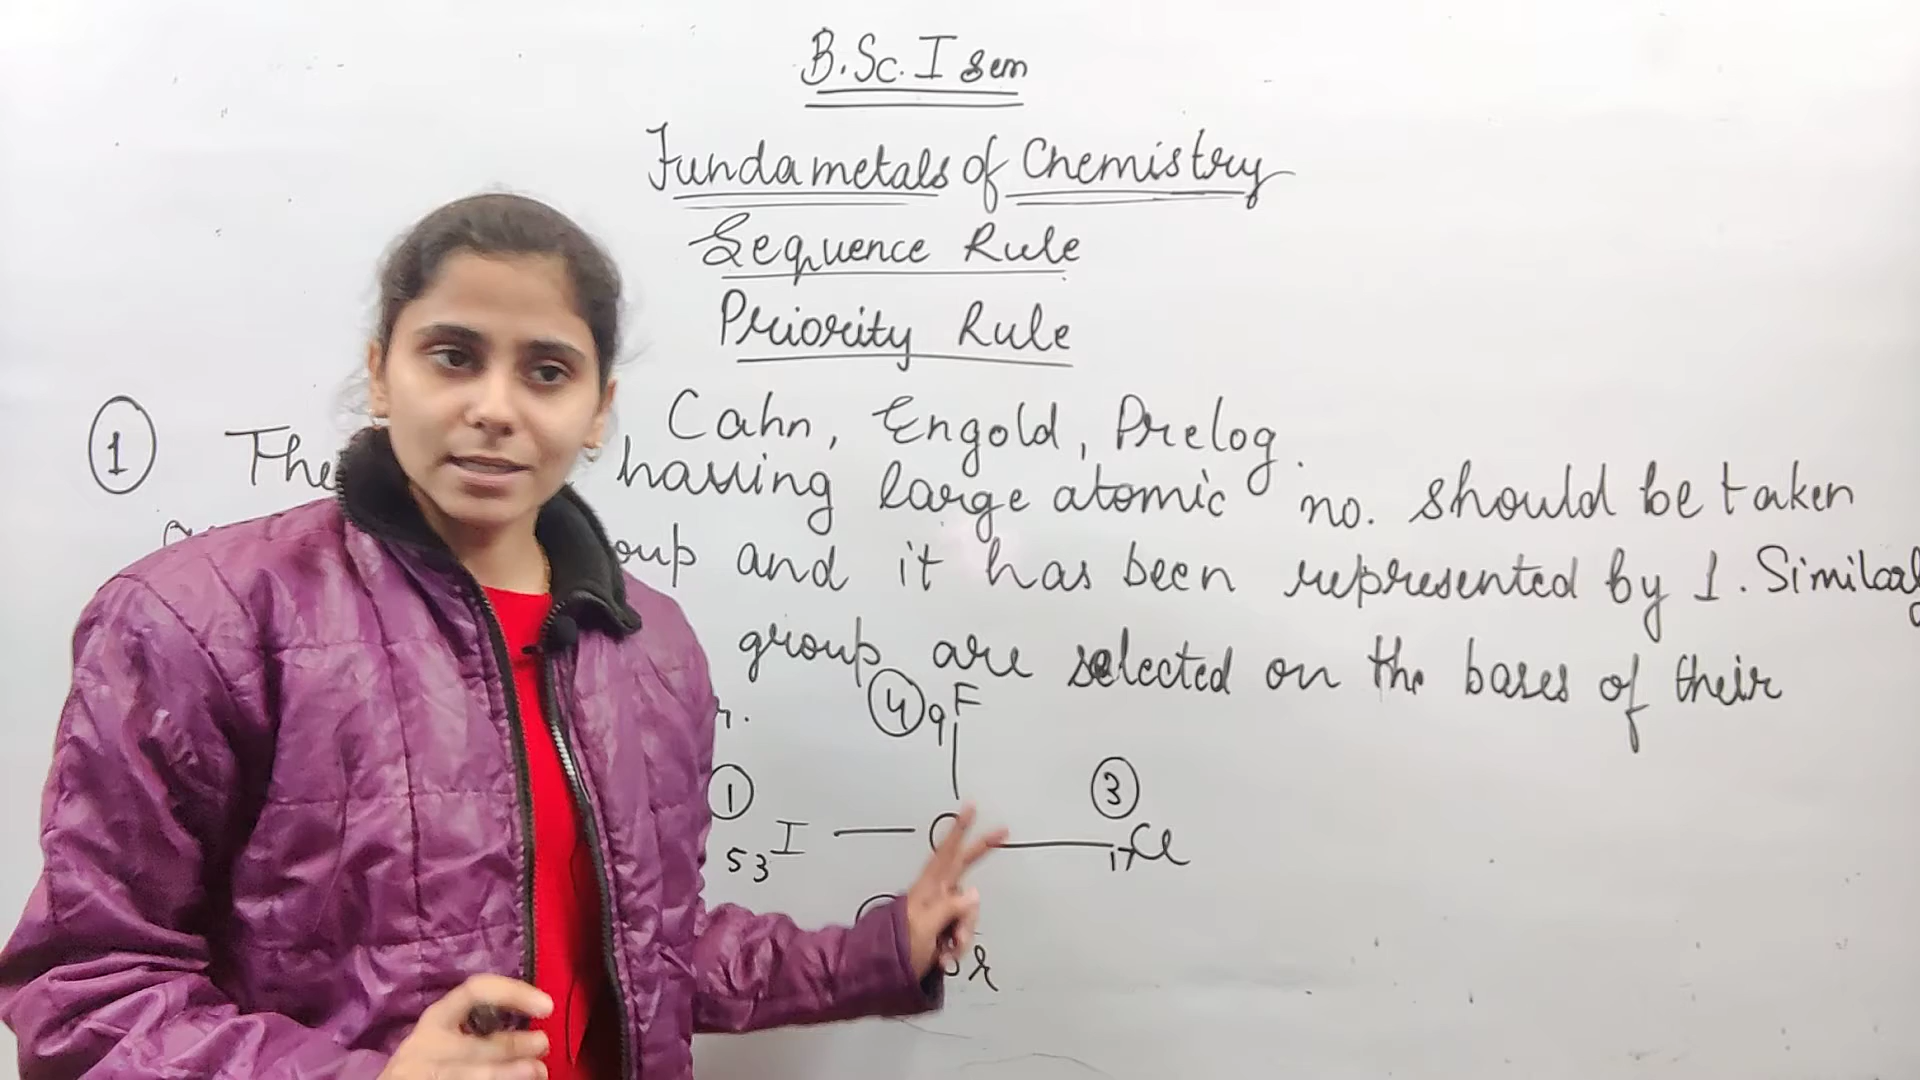 B.Sc. I sem
Fundametals of Chemistry
Sequence Rule
Priority Rule
Cahn, Engold, Prelog.
① The having large atomic no. should be taken
oup and it has been represented by 1. Similarly
group are selected on the bases of their
r.
④ 9F
① ③
53I — C — 17Cl
Br